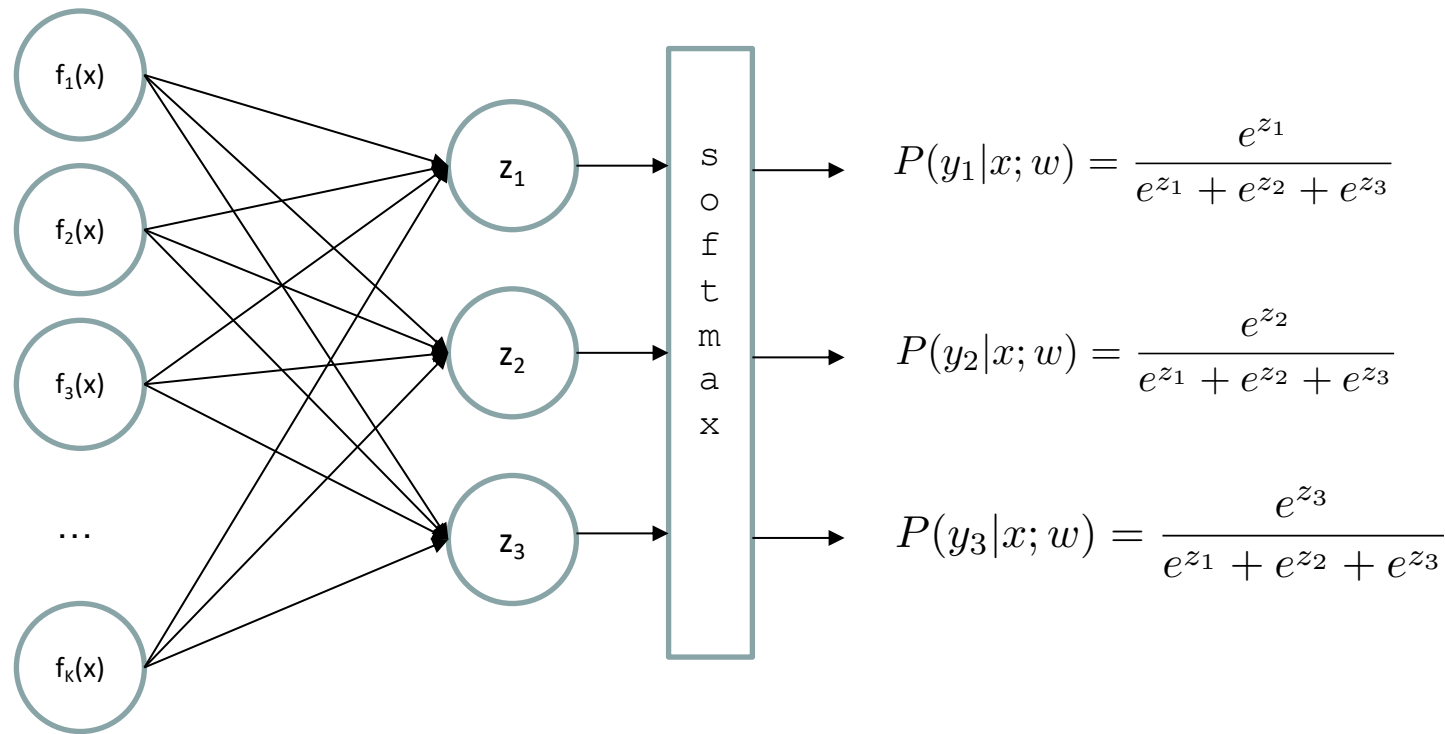 f₁(x)
f₂(x)
f₃(x)
...
f_K(x)
z₁
z₂
z₃
s
o
f
t
m
a
x
P(y₁|x; w) = e^{z₁} / (e^{z₁} + e^{z₂} + e^{z₃})
P(y₂|x; w) = e^{z₂} / (e^{z₁} + e^{z₂} + e^{z₃})
P(y₃|x; w) = e^{z₃} / (e^{z₁} + e^{z₂} + e^{z₃})